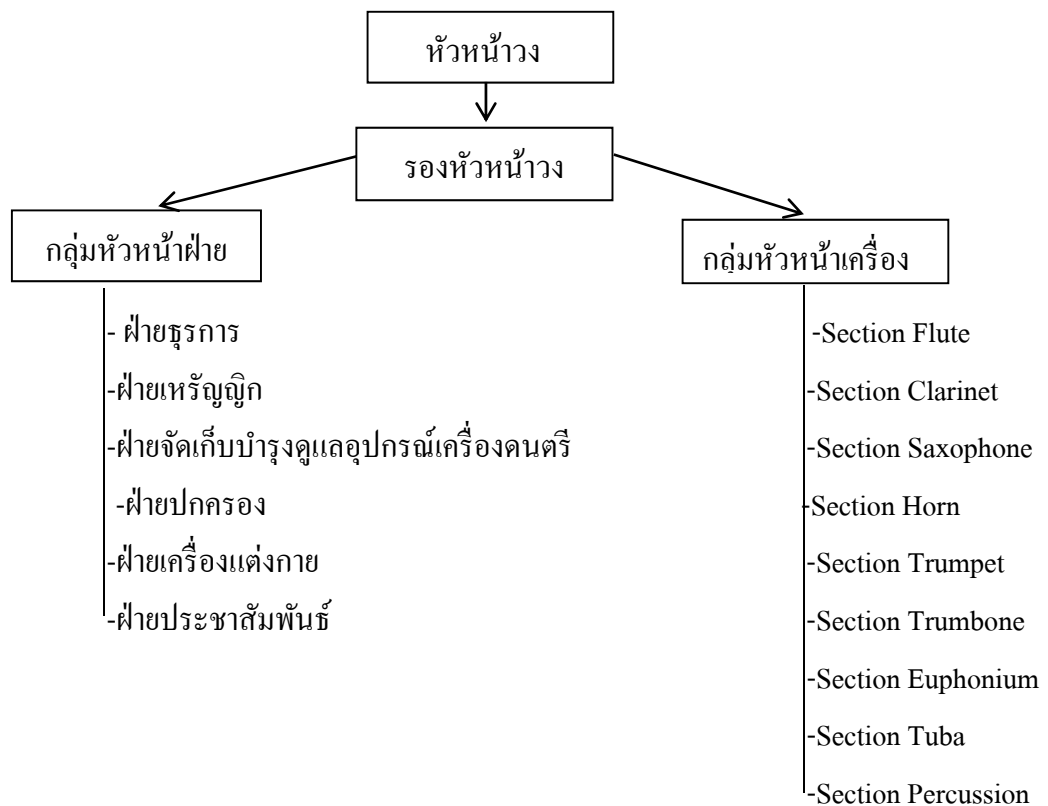 หัวหน้าวง
รองหัวหน้าวง
กลุ่มหัวหน้าฝ่าย
- ฝ่ายธุรการ
-ฝ่ายเหรัญญิก
-ฝ่ายจัดเก็บบำรุงดูแลอุปกรณ์เครื่องดนตรี
-ฝ่ายปกครอง
-ฝ่ายเครื่องแต่งกาย
-ฝ่ายประชาสัมพันธ์
กลุ่มหัวหน้าเครื่อง
-Section Flute
-Section Clarinet
-Section Saxophone
-Section Horn
-Section Trumpet
-Section Trumbone
-Section Euphonium
-Section Tuba
-Section Percussion